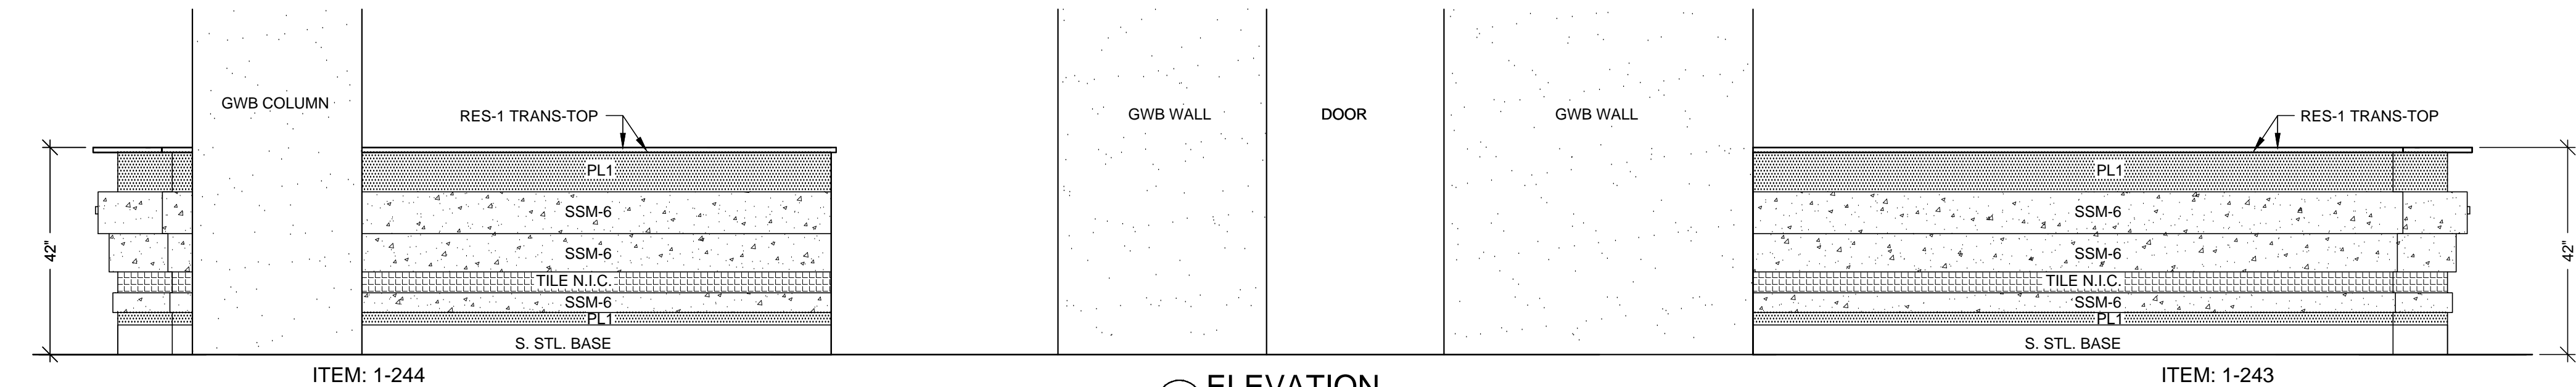 GWB COLUMN
RES-1 TRANS-TOP
GWB WALL
DOOR
GWB WALL
RES-1 TRANS-TOP
PL1
SSM-6
SSM-6
TILE N.I.C.
SSM-6
PL1
S. STL. BASE
42"
ITEM: 1-244
PL1
SSM-6
SSM-6
TILE N.I.C.
SSM-6
PL1
S. STL. BASE
42"
ITEM: 1-243
ELEVATION